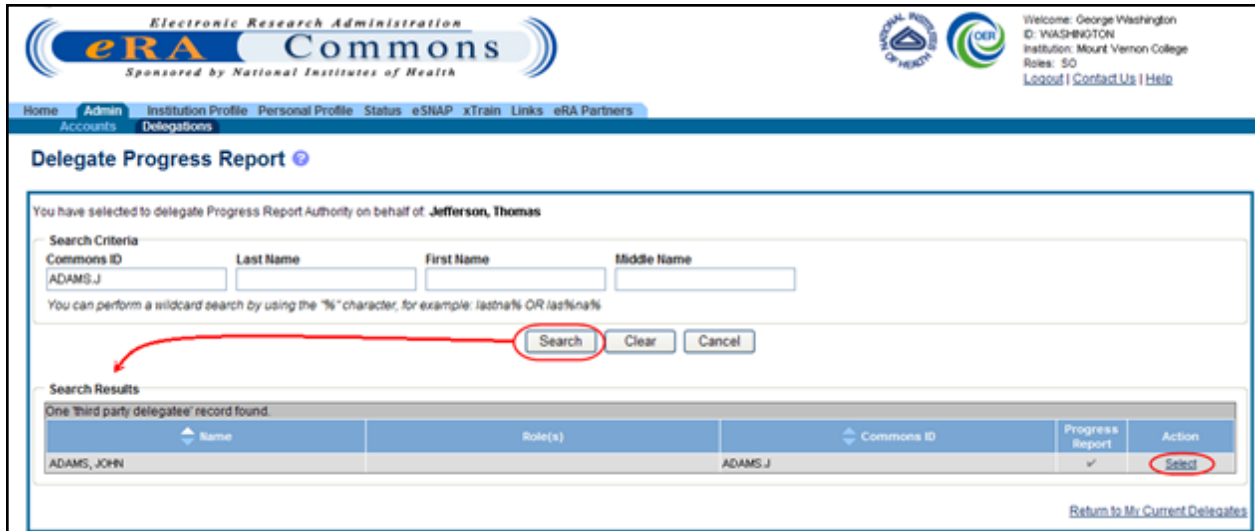 Electronic Research Administration
eRA Commons
Sponsored by National Institutes of Health
NATIONAL INSTITUTES OF HEALTH
OER
Welcome: George Washington
ID: WASHINGTON
Institution: Mount Vernon College
Roles: SO
Logout | Contact Us | Help
Home Admin Institution Profile Personal Profile Status eSNAP xTrain Links eRA Partners
Accounts Delegations
Delegate Progress Report ?
You have selected to delegate Progress Report Authority on behalf of: Jefferson, Thomas
Search Criteria
Commons ID Last Name First Name Middle Name
ADAMS.J
You can perform a wildcard search by using the "%" character, for example: lastna% OR las%na%
Search Clear Cancel
Search Results
One 'third party delegatee' record found.
Name Role(s) Commons ID Progress Report Action
ADAMS, JOHN ADAMS.J ✓ Select
Return to My Current Delegates